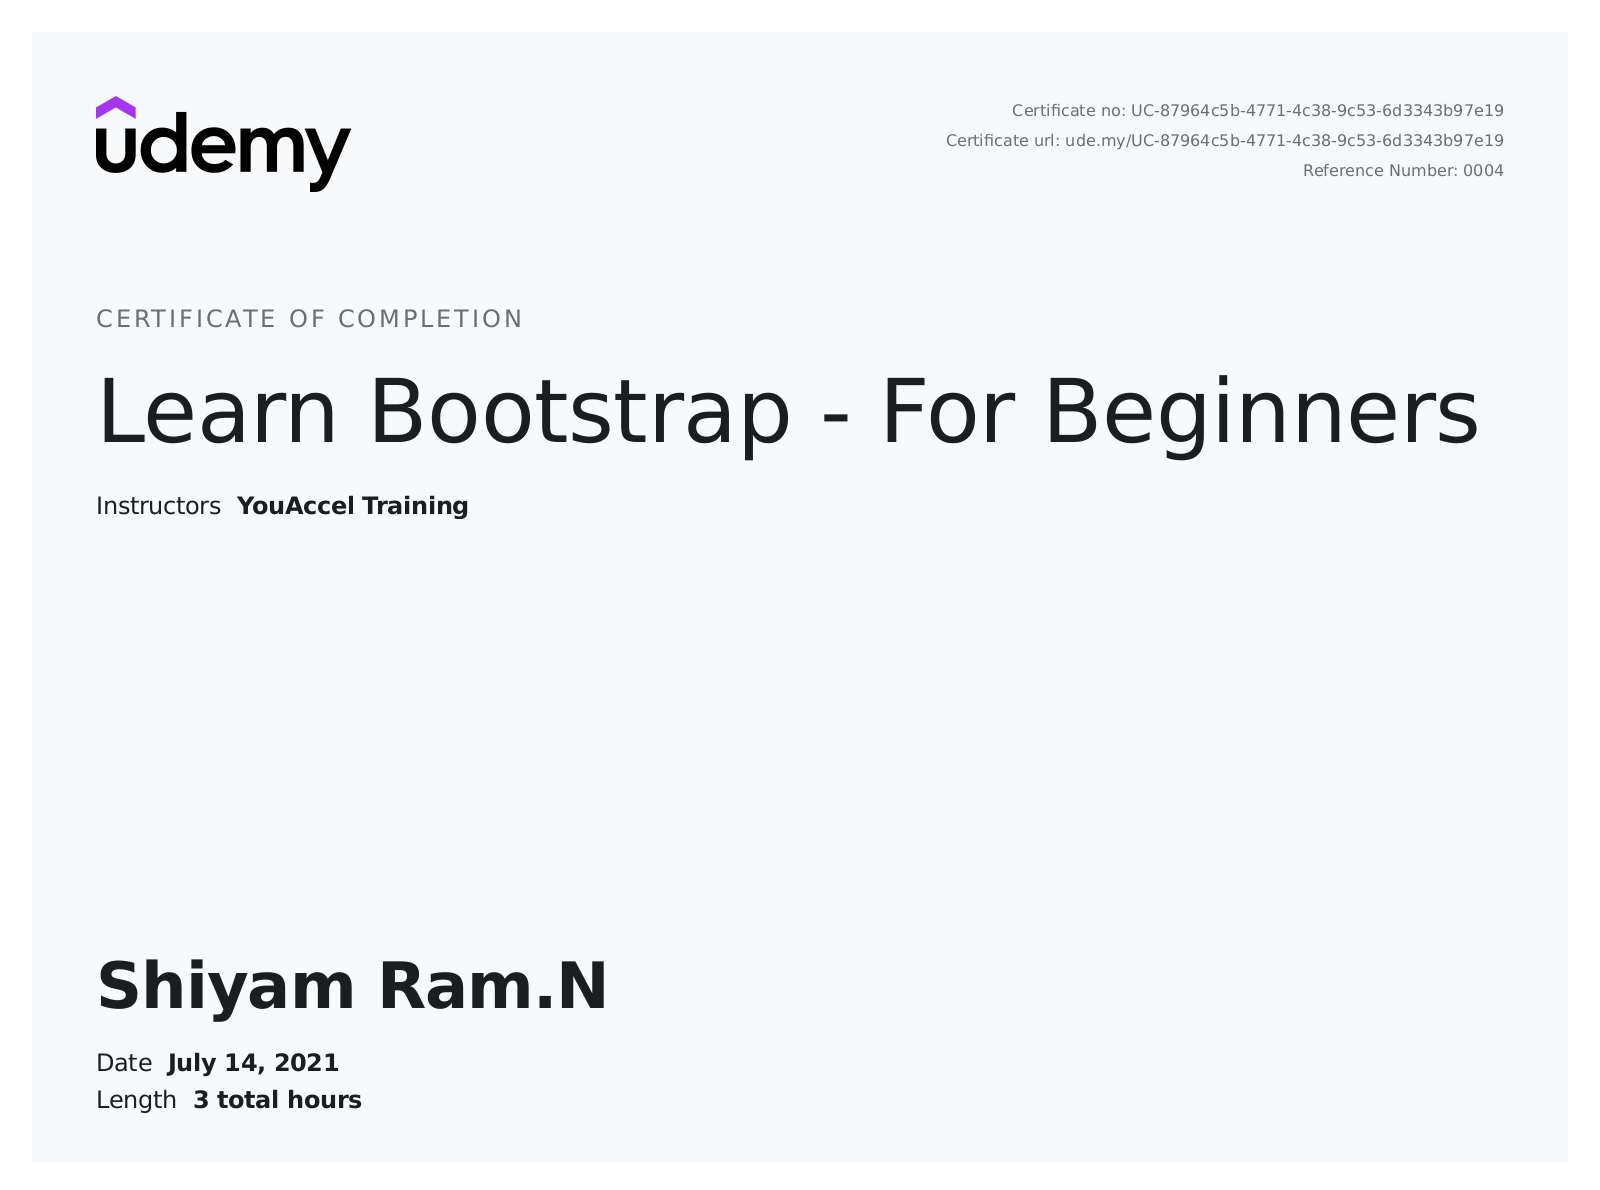 udemy
Certificate no: UC-87964c5b-4771-4c38-9c53-6d3343b97e19
Certificate url: ude.my/UC-87964c5b-4771-4c38-9c53-6d3343b97e19
Reference Number: 0004
CERTIFICATE OF COMPLETION
Learn Bootstrap - For Beginners
Instructors YouAccel Training
Shiyam Ram.N
Date July 14, 2021
Length 3 total hours